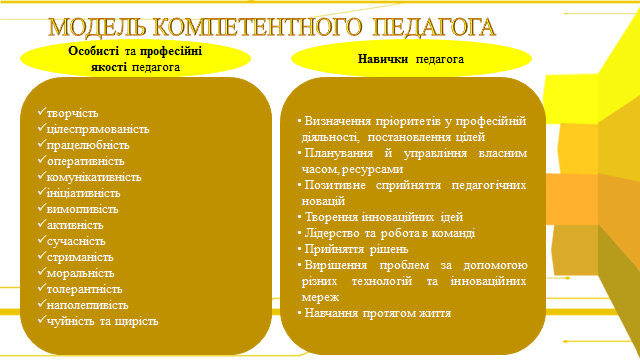 МОДЕЛЬ КОМПЕТЕНТНОГО ПЕДАГОГА
Особисті та професійні
якості педагога
✓творчість
✓цілеспрямованість
✓працелюбність
✓оперативність
✓комунікативність
✓ініціативність
✓вимогливість
✓активність
✓сучасність
✓стриманість
✓моральність
✓толерантність
✓наполегливість
✓чуйність та щирість
Навички педагога
• Визначення пріоритетів у професійній
діяльності, постановлення цілей
• Планування й управління власним
часом, ресурсами
• Позитивне сприйняття педагогічних
новацій
• Творення інноваційних ідей
• Лідерство та робота в команді
• Прийняття рішень
• Вирішення проблем за допомогою
різних технологій та інноваційних
мереж
• Навчання протягом життя